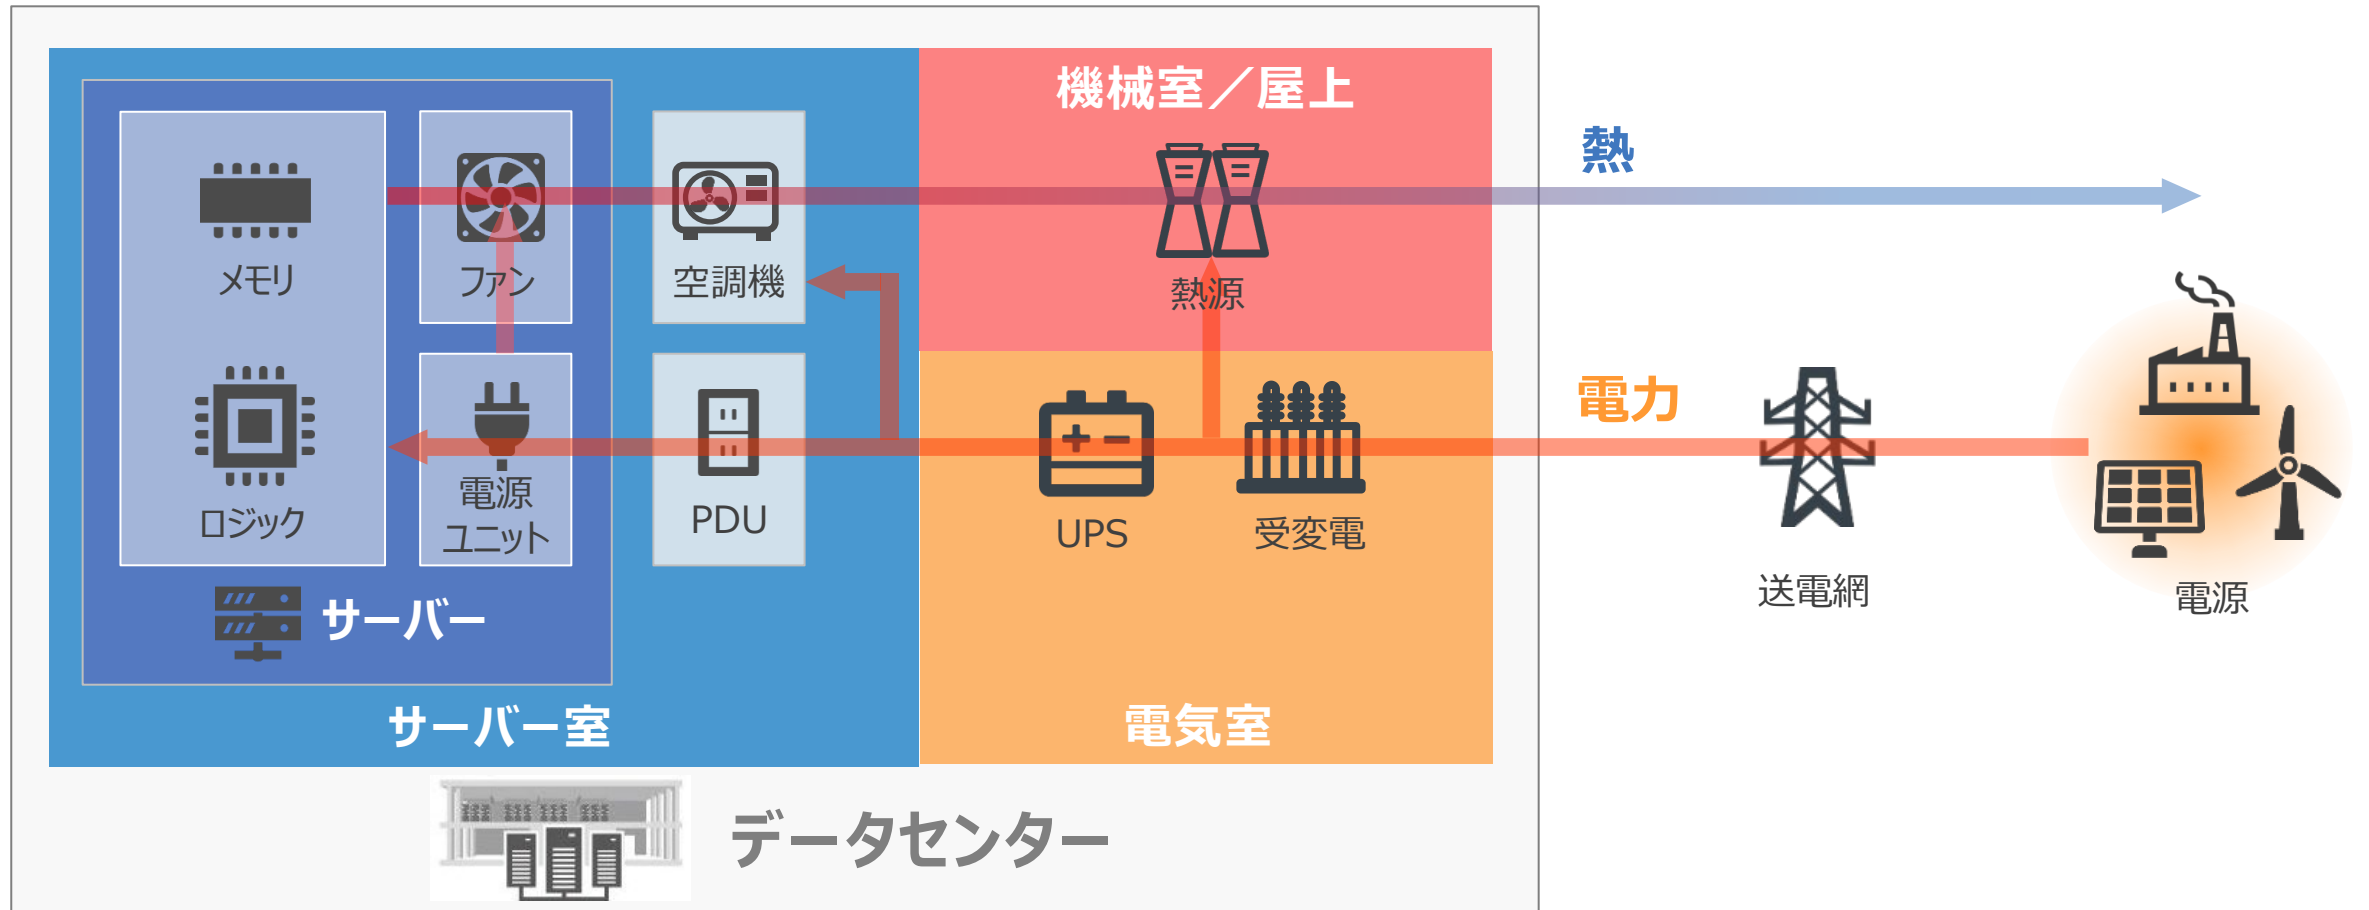 機械室／屋上
熱
メモリ
ファン
空調機
熱源
電力
ロジック
電源
ユニット
PDU
UPS
受変電
送電網
電源
サーバー
サーバー室
電気室
データセンター